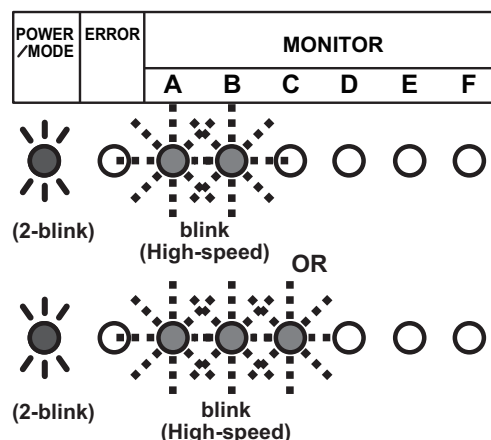 POWER ERROR MONITOR
/MODE
A B C D E F
(2-blink) blink
(High-speed)
OR
(2-blink) blink
(High-speed)